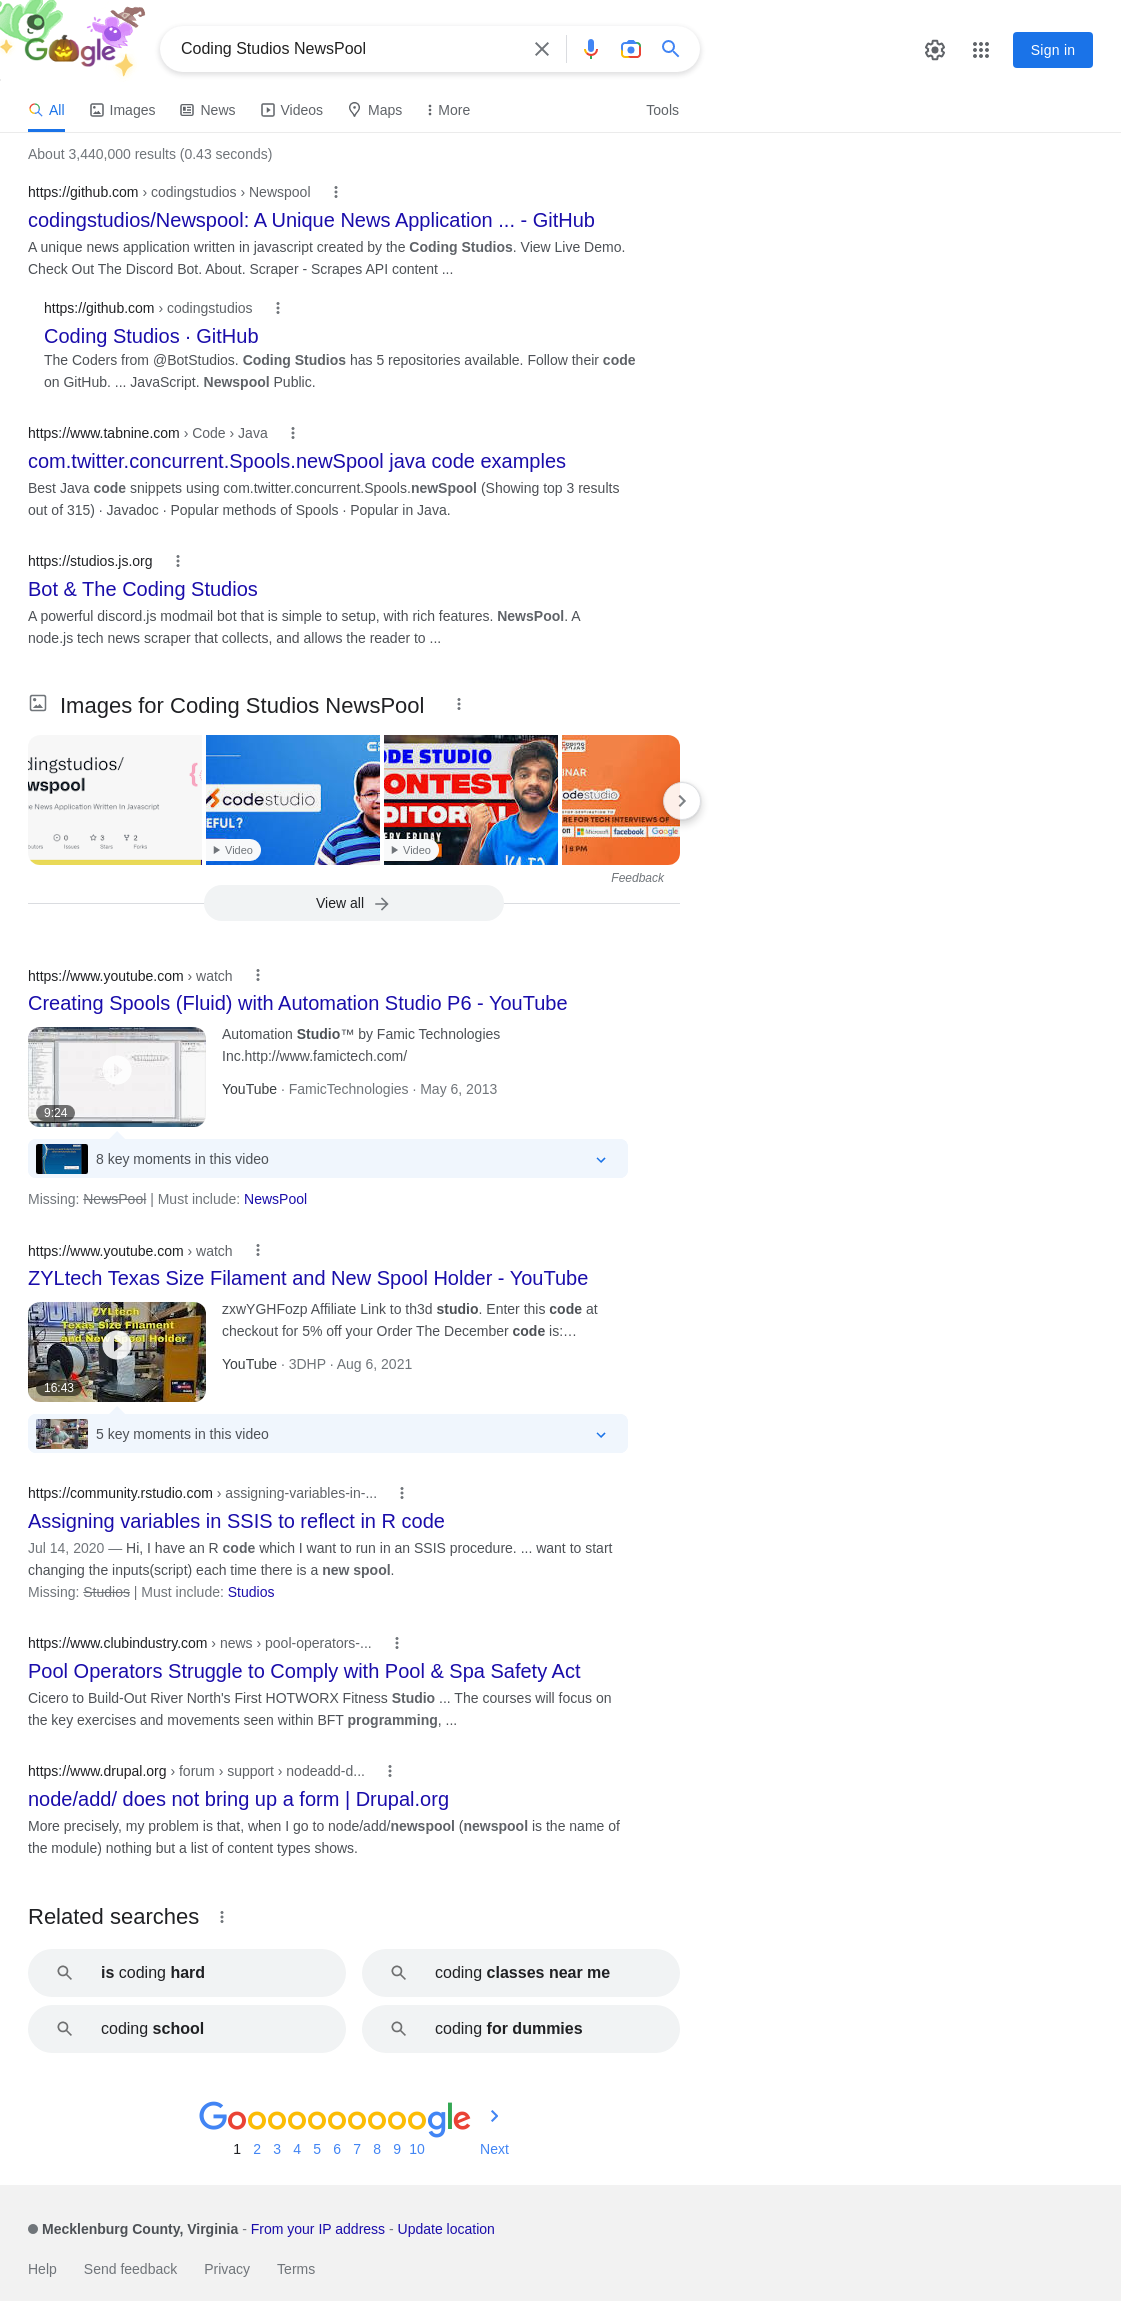 Google
Coding Studios NewsPool
Sign in
All
Images
News
Videos
Maps
More
Tools
About 3,440,000 results (0.43 seconds)
https://github.com › codingstudios › Newspool
codingstudios/Newspool: A Unique News Application ... - GitHub
A unique news application written in javascript created by the Coding Studios. View Live Demo.
Check Out The Discord Bot. About. Scraper - Scrapes API content ...
https://github.com › codingstudios
Coding Studios · GitHub
The Coders from @BotStudios. Coding Studios has 5 repositories available. Follow their code
on GitHub. ... JavaScript. Newspool Public.
https://www.tabnine.com › Code › Java
com.twitter.concurrent.Spools.newSpool java code examples
Best Java code snippets using com.twitter.concurrent.Spools.newSpool (Showing top 3 results
out of 315) · Javadoc · Popular methods of Spools · Popular in Java.
https://studios.js.org
Bot & The Coding Studios
A powerful discord.js modmail bot that is simple to setup, with rich features. NewsPool. A
node.js tech news scraper that collects, and allows the reader to ...
Images for Coding Studios NewsPool
dingstudios/
wspool
e News Application Written In Javascript
0
3
2
Issues
Stars
Forks
codestudio
EFUL?
Video
ODE STUDIO
ONTEST
DITORIAL
ERY FRIDAY
Video
CODING
NINJAS
INAR
odestudio
RE FOR TECH INTERVIEWS OF
on
Microsoft
facebook
Google
| 8 PM
Feedback
View all
https://www.youtube.com › watch
Creating Spools (Fluid) with Automation Studio P6 - YouTube
9:24
Automation Studio™ by Famic Technologies
Inc.http://www.famictech.com/
YouTube · FamicTechnologies · May 6, 2013
8 key moments in this video
Missing: NewsPool | Must include: NewsPool
https://www.youtube.com › watch
ZYLtech Texas Size Filament and New Spool Holder - YouTube
ZYLtech
Texas Size Filament
and New Spool Holder
16:43
zxwYGHFozp Affiliate Link to th3d studio. Enter this code at
checkout for 5% off your Order The December code is:…
YouTube · 3DHP · Aug 6, 2021
5 key moments in this video
https://community.rstudio.com › assigning-variables-in-...
Assigning variables in SSIS to reflect in R code
Jul 14, 2020 — Hi, I have an R code which I want to run in an SSIS procedure. ... want to start
changing the inputs(script) each time there is a new spool.
Missing: Studios | Must include: Studios
https://www.clubindustry.com › news › pool-operators-...
Pool Operators Struggle to Comply with Pool & Spa Safety Act
Cicero to Build-Out River North's First HOTWORX Fitness Studio ... The courses will focus on
the key exercises and movements seen within BFT programming, ...
https://www.drupal.org › forum › support › nodeadd-d...
node/add/ does not bring up a form | Drupal.org
More precisely, my problem is that, when I go to node/add/newspool (newspool is the name of
the module) nothing but a list of content types shows.
Related searches
is coding hard
coding classes near me
coding school
coding for dummies
Goooooooooogle
1 2 3 4 5 6 7 8 9 10
Next
Mecklenburg County, Virginia - From your IP address - Update location
Help
Send feedback
Privacy
Terms